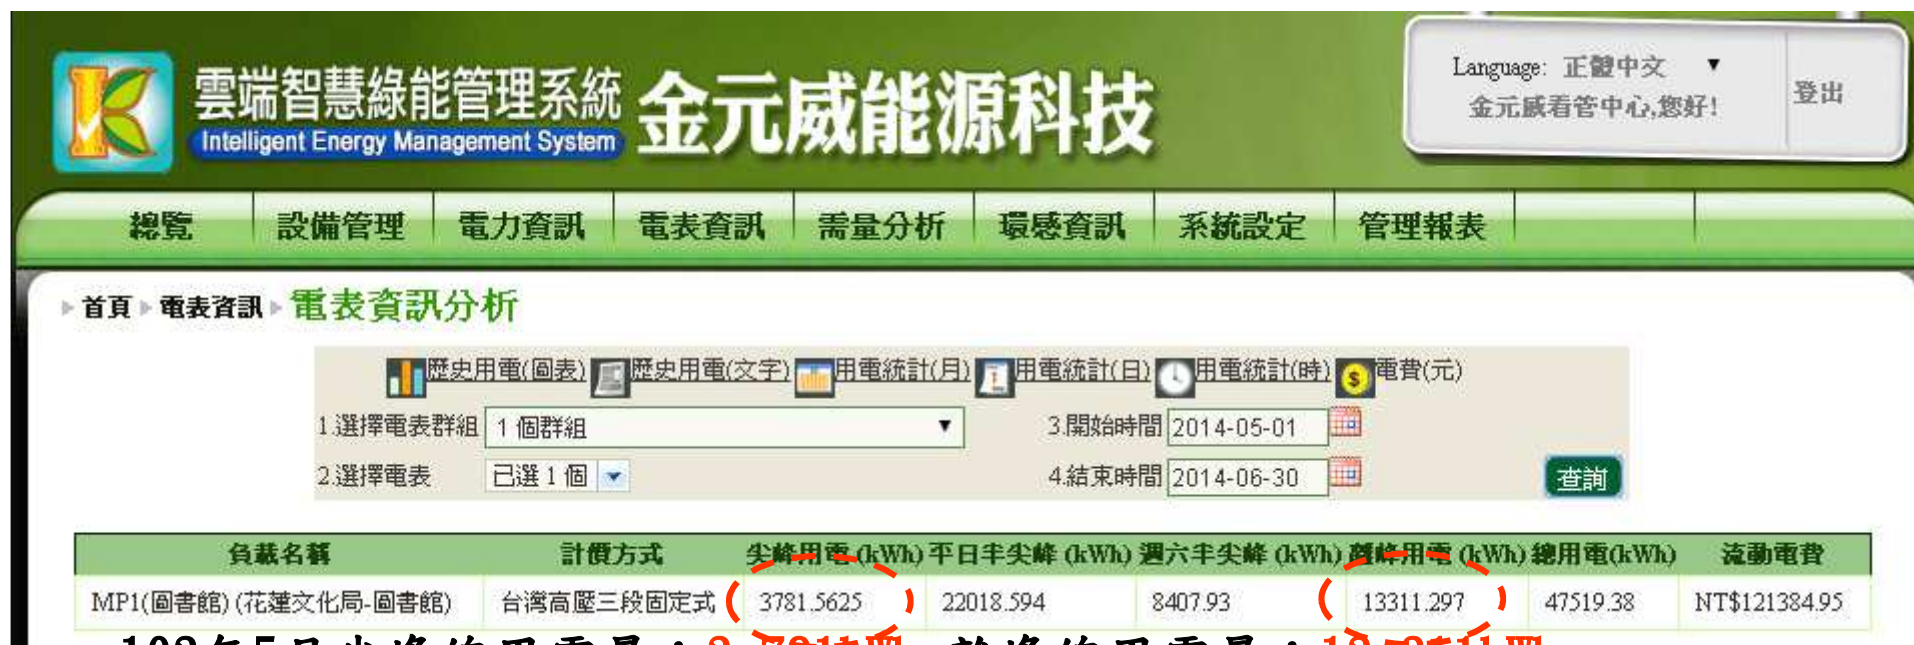 雲端智慧綠能管理系統
Intelligent Energy Management System
金元威能源科技
Language: 正體中文 ▼
金元威看管中心,您好!
登出
總覽 設備管理 電力資訊 電表資訊 需量分析 環感資訊 系統設定 管理報表
首頁 電表資訊 電表資訊分析
歷史用電(圖表) 歷史用電(文字) 用電統計(月) 用電統計(日) 用電統計(時) 電費(元)
1.選擇電表群組 1 個群組 3.開始時間 2014-05-01
2.選擇電表 已選 1 個 4.結束時間 2014-06-30 查詢
負載名稱 計價方式 尖峰用電 (kWh) 平日半尖峰 (kWh) 週六半尖峰 (kWh) 離峰用電 (kWh) 總用電(kWh) 流動電費
MP1(圖書館) (花蓮文化局-圖書館) 台灣高壓三段固定式 3781.5625 22018.594 8407.93 13311.297 47519.38 NT$121384.95